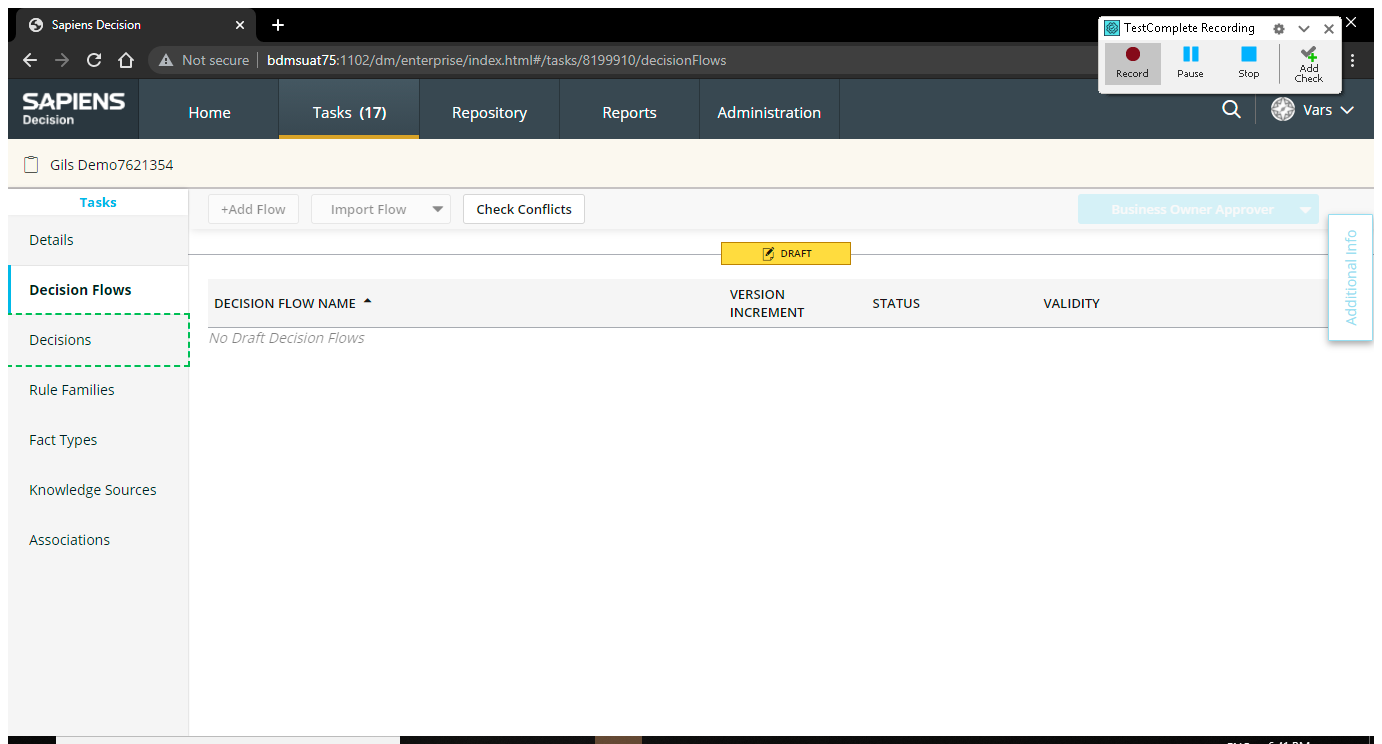 Sapiens Decision
TestComplete Recording
Not secure
bdmsuat75:1102/dm/enterprise/index.html#/tasks/8199910/decisionFlows
Record
Pause
Stop
Add
Check
SAPIENS
Decision
Home
Tasks (17)
Repository
Reports
Administration
Vars
Gils Demo7621354
Tasks
+Add Flow
Import Flow
Check Conflicts
Business Owner Approver
Details
DRAFT
Additional Info
Decision Flows
DECISION FLOW NAME
VERSION
INCREMENT
STATUS
VALIDITY
No Draft Decision Flows
Decisions
Rule Families
Fact Types
Knowledge Sources
Associations